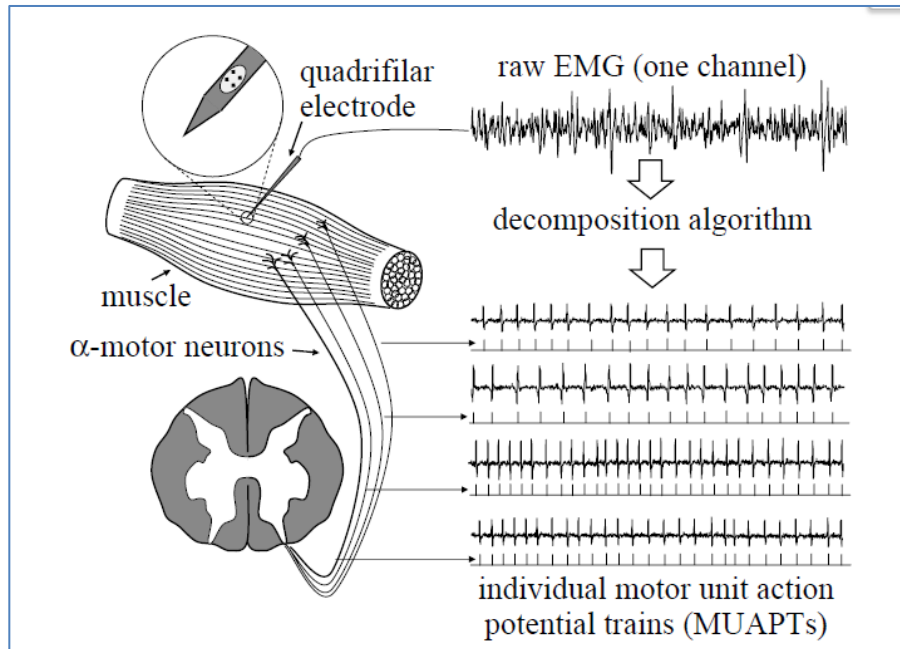 quadrifilar
electrode
raw EMG (one channel)
decomposition algorithm
muscle
α-motor neurons
individual motor unit action
potential trains (MUAPTs)